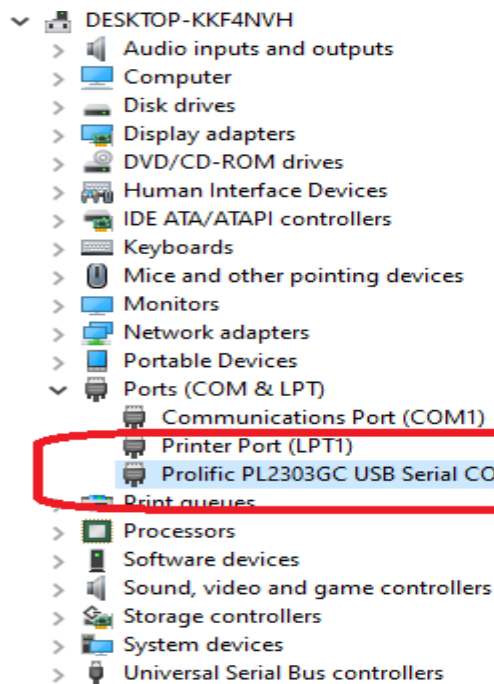 DESKTOP-KKF4NVH
Audio inputs and outputs
Computer
Disk drives
Display adapters
DVD/CD-ROM drives
Human Interface Devices
IDE ATA/ATAPI controllers
Keyboards
Mice and other pointing devices
Monitors
Network adapters
Portable Devices
Ports (COM & LPT)
Communications Port (COM1)
Printer Port (LPT1)
Prolific PL2303GC USB Serial CO
Print queues
Processors
Software devices
Sound, video and game controllers
Storage controllers
System devices
Universal Serial Bus controllers